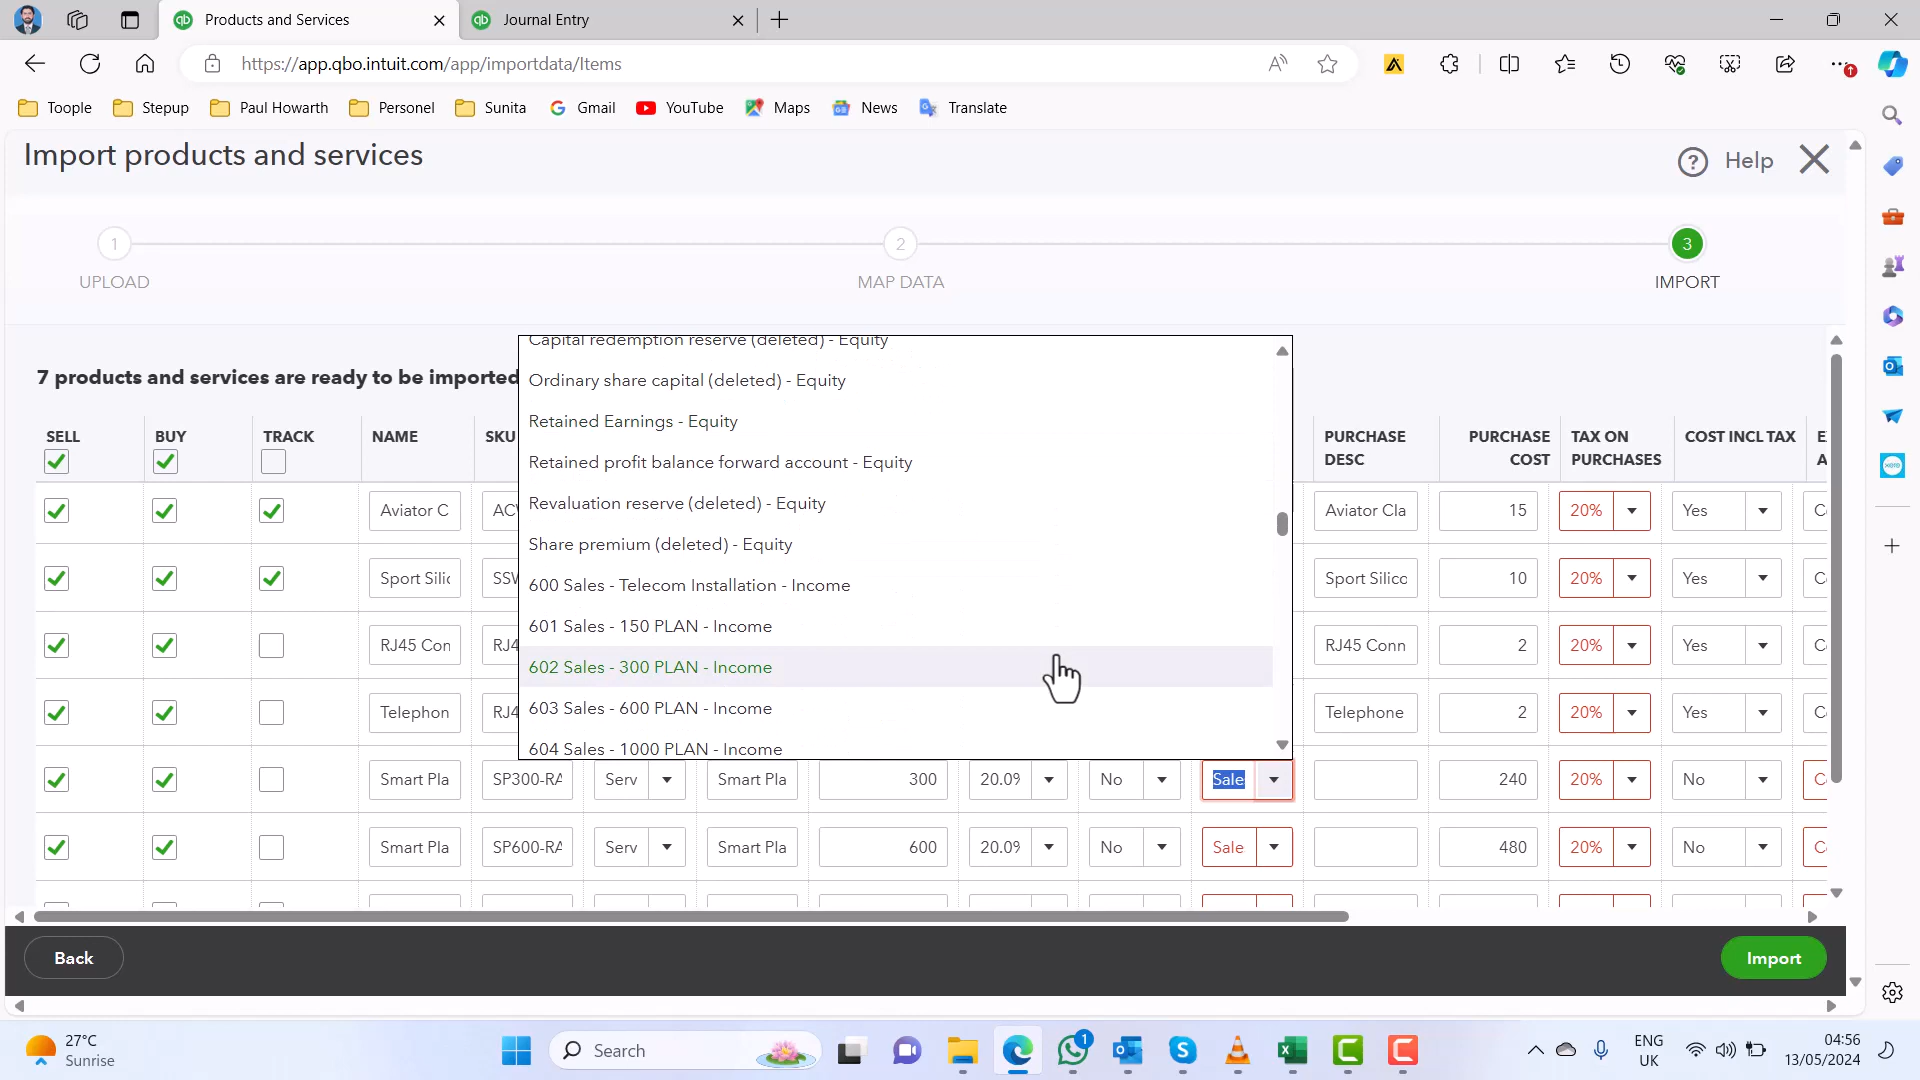 Products and Services
Journal Entry
https://app.qbo.intuit.com/app/importdata/Items
Toople
Stepup
Paul Howarth
Personel
Sunita
Gmail
YouTube
Maps
News
Translate
Import products and services
Help
1
2
3
UPLOAD
MAP DATA
IMPORT
7 products and services are ready to be imported
Capital redemption reserve (deleted) - Equity
Ordinary share capital (deleted) - Equity
Retained Earnings - Equity
Retained profit balance forward account - Equity
Revaluation reserve (deleted) - Equity
Share premium (deleted) - Equity
600 Sales - Telecom Installation - Income
601 Sales - 150 PLAN - Income
602 Sales - 300 PLAN - Income
603 Sales - 600 PLAN - Income
604 Sales - 1000 PLAN - Income
SELL BUY TRACK NAME SKU PURCHASE DESC PURCHASE COST TAX ON PURCHASES COST INCL TAX
Aviator C Aviator Cla 15 20% Yes
Sport Silic SSW Sport Silico 10 20% Yes
RJ45 Con RJ4 RJ45 Conn 2 20% Yes
Telephon RJ4 Telephone 2 20% Yes
Smart Pla SP300-RA Serv Smart Pla 300 20.09 No Sale 240 20% No
Smart Pla SP600-RA Serv Smart Pla 600 20.09 No Sale 480 20% No
Back
Import
27°C
Sunrise
Search
1
ENG
UK
04:56
13/05/2024